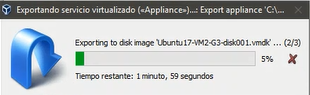 Exportando servicio virtualizado («Appliance»)...: Export appliance 'C:\...
Exporting to disk image 'Ubuntu17-VM2-G3-disk001.vmdk' ... (2/3)
5%
Tiempo restante: 1 minuto, 59 segundos